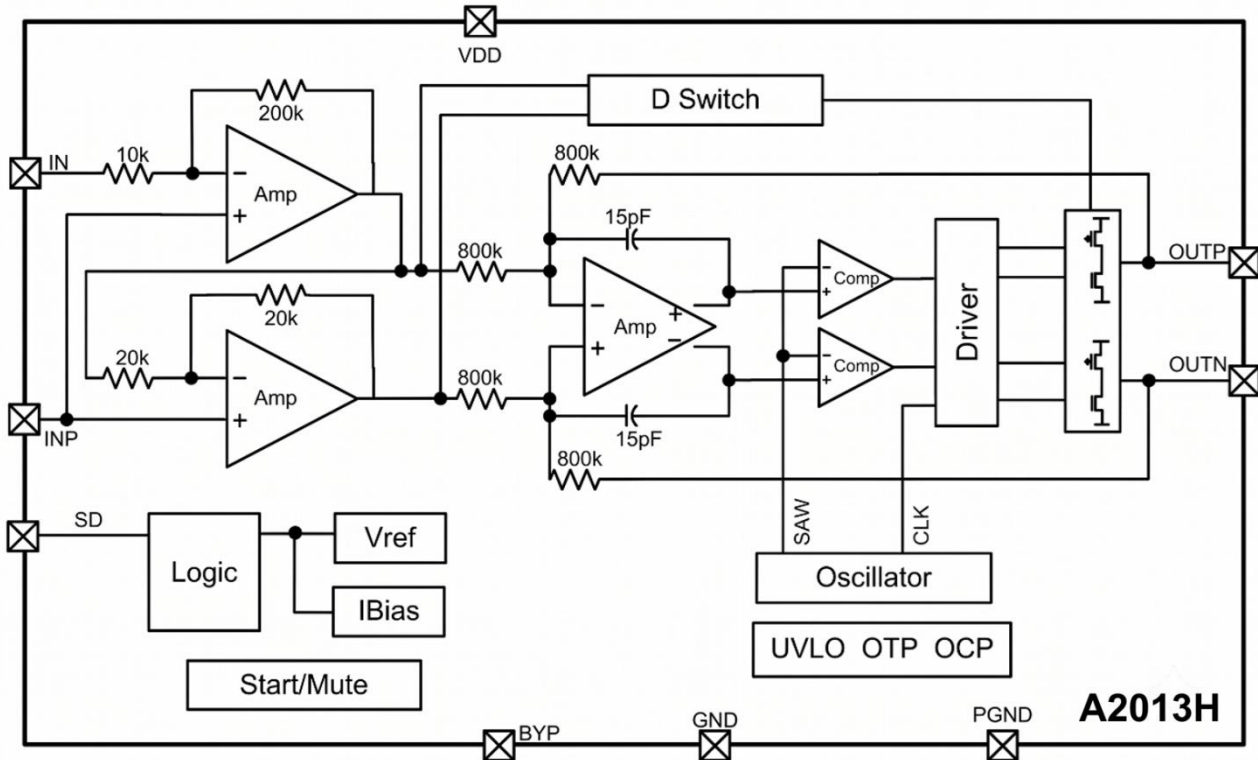 VDD
D Switch
200k
IN
10k
−
Amp
+
800k
15pF
OUTP
800k
−
+
Amp
−
+
−
Comp
+
20k
20k
−
Amp
+
INP
800k
15pF
800k
−
Comp
+
Driver
OUTN
SD
Logic
Vref
IBias
SAW
CLK
Oscillator
UVLO OTP OCP
Start/Mute
A2013H
BYP
GND
PGND